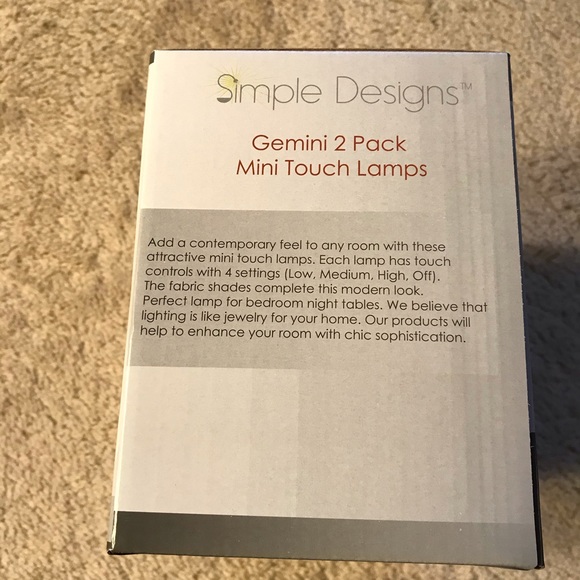 Simple Designs™
Gemini 2 Pack
Mini Touch Lamps
Add a contemporary feel to any room with these
attractive mini touch lamps. Each lamp has touch
controls with 4 settings (Low, Medium, High, Off).
The fabric shades complete this modern look.
Perfect lamp for bedroom night tables. We believe that
lighting is like jewelry for your home. Our products will
help to enhance your room with chic sophistication.